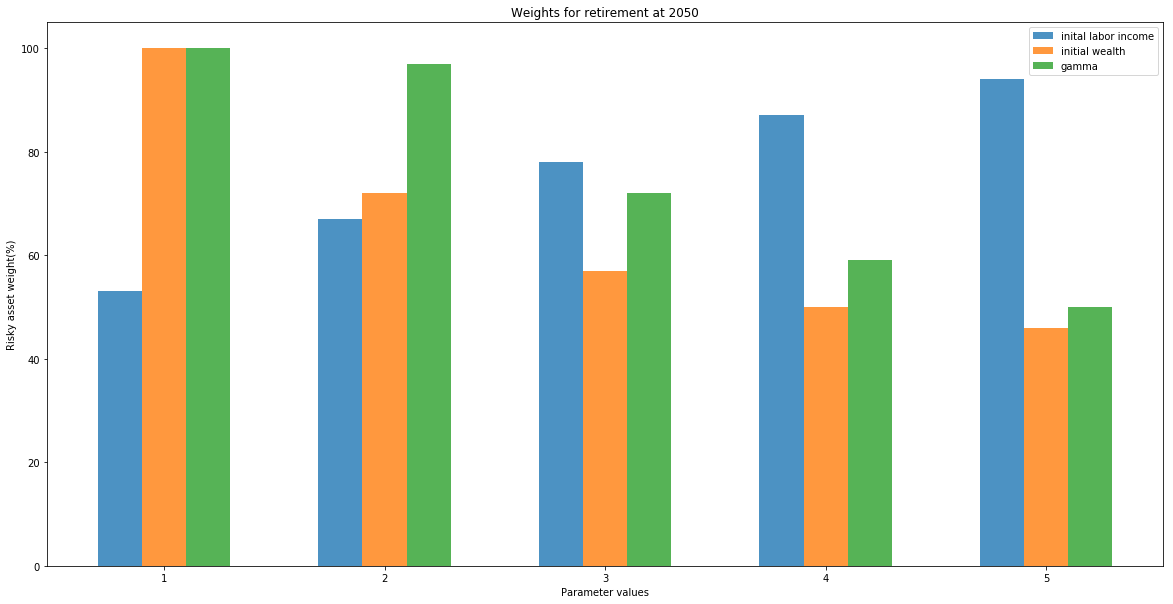 Weights for retirement at 2050
inital labor income
initial wealth
gamma
Risky asset weight(%)
100
80
60
40
20
0
1 2 3 4 5
Parameter values